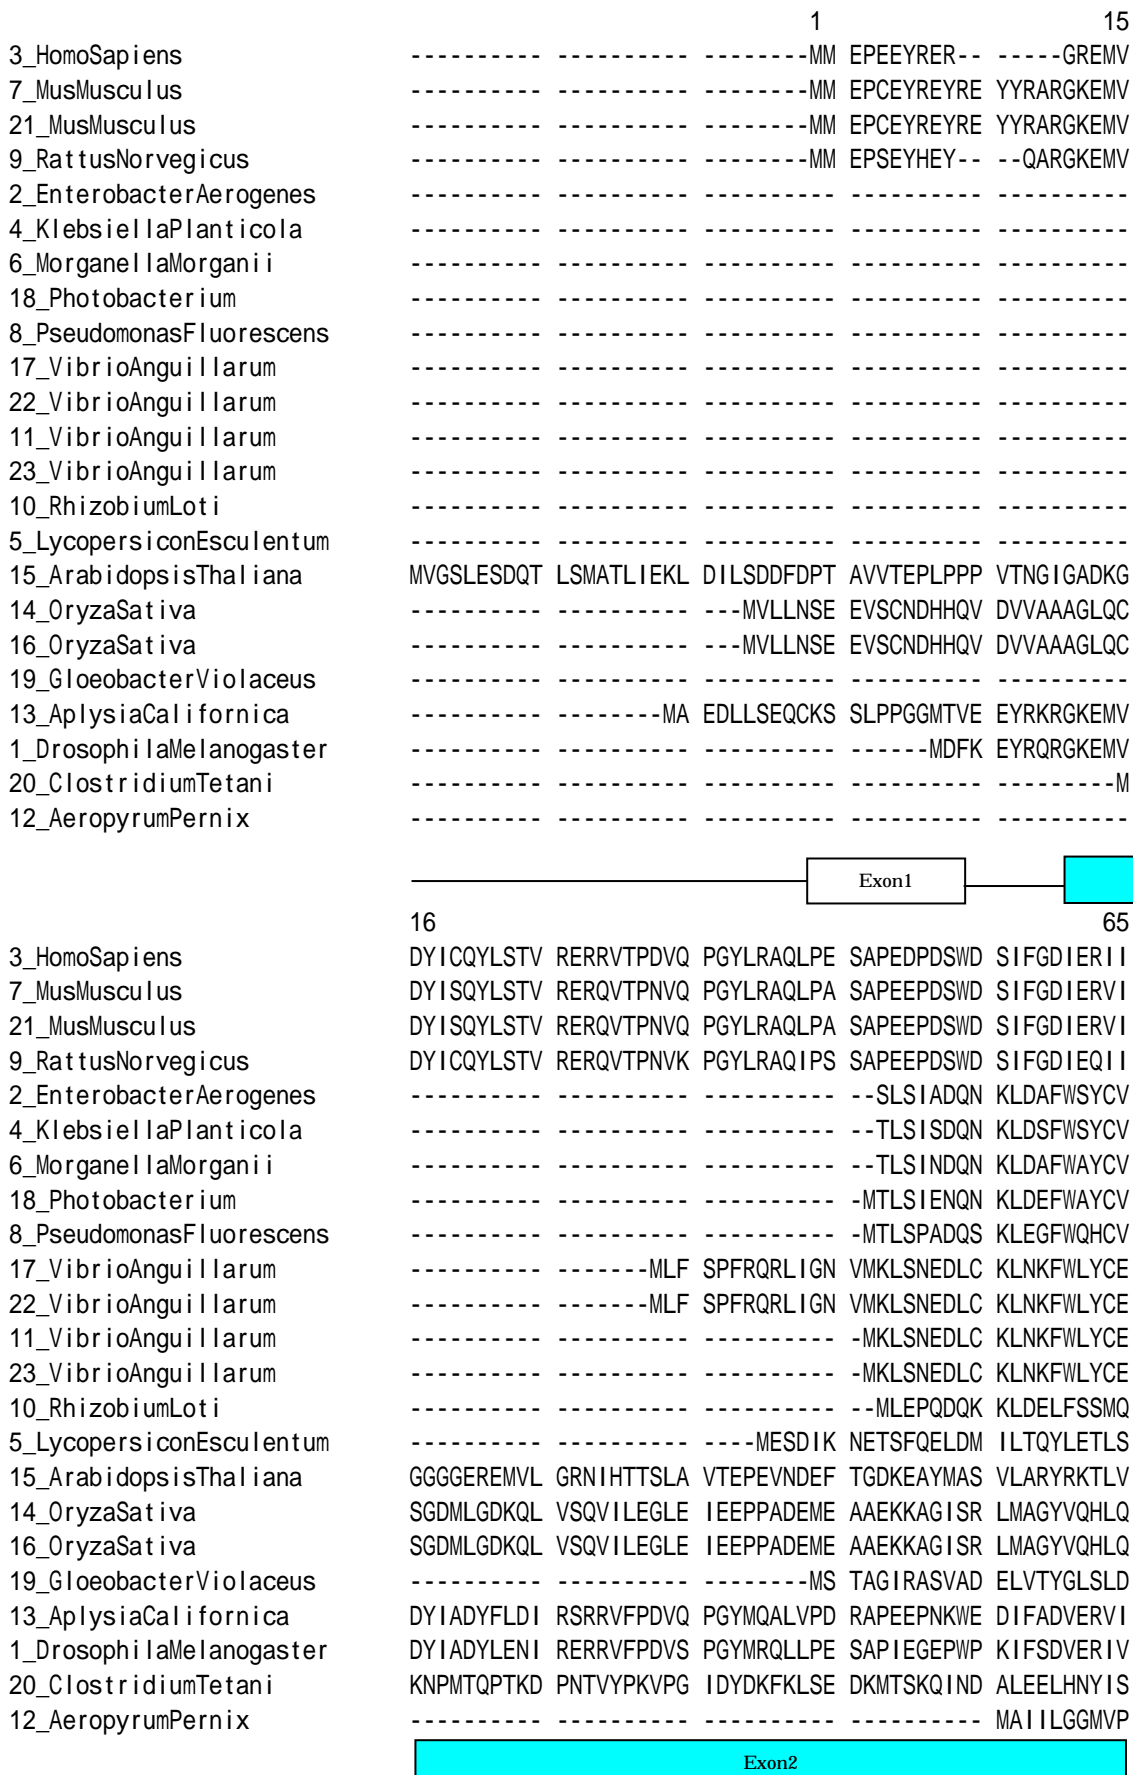 1 15
3_HomoSapiens ---------- ---------- --------MM EPEEYRER-- -----GREMV
7_MusMusculus ---------- ---------- --------MM EPCEYREYRE YYRARGKEMV
21_MusMusculus ---------- ---------- --------MM EPCEYREYRE YYRARGKEMV
9_RattusNorvegicus ---------- ---------- --------MM EPSEYHEY-- --QARGKEMV
2_EnterobacterAerogenes ---------- ---------- ---------- ---------- ----------
4_KlebsiellaPlanticola ---------- ---------- ---------- ---------- ----------
6_MorganellaMorganii ---------- ---------- ---------- ---------- ----------
18_Photobacterium ---------- ---------- ---------- ---------- ----------
8_PseudomonasFluorescens ---------- ---------- ---------- ---------- ----------
17_VibrioAnguillarum ---------- ---------- ---------- ---------- ----------
22_VibrioAnguillarum ---------- ---------- ---------- ---------- ----------
11_VibrioAnguillarum ---------- ---------- ---------- ---------- ----------
23_VibrioAnguillarum ---------- ---------- ---------- ---------- ----------
10_RhizobiumLoti ---------- ---------- ---------- ---------- ----------
5_LycopersiconEsculentum ---------- ---------- ---------- ---------- ----------
15_ArabidopsisThaliana MVGSLESDQT LSMATLIEKL DILSDDFDPT AVVTEPLPPP VTNGIGADKG
14_OryzaSativa ---------- ---------- ---MVLLNSE EVSCNDHHQV DVVAAAGLQC
16_OryzaSativa ---------- ---------- ---MVLLNSE EVSCNDHHQV DVVAAAGLQC
19_GloeobacterViolaceus ---------- ---------- ---------- ---------- ----------
13_AplysiaCalifornica ---------- --------MA EDLLSEQCKS SLPPGGMTVE EYRKRGKEMV
1_DrosophilaMelanogaster ---------- ---------- ---------- ------MDFK EYRQRGKEMV
20_ClostridiumTetani ---------- ---------- ---------- ---------- ---------M
12_AeropyrumPernix ---------- ---------- ---------- ---------- ----------
Exon1
16 65
3_HomoSapiens DYICQYLSTV RERRVTPDVQ PGYLRAQLPE SAPEDPDSWD SIFGDIERII
7_MusMusculus DYISQYLSTV RERQVTPNVQ PGYLRAQLPA SAPEEPDSWD SIFGDIERVI
21_MusMusculus DYISQYLSTV RERQVTPNVQ PGYLRAQLPA SAPEEPDSWD SIFGDIERVI
9_RattusNorvegicus DYICQYLSTV RERQVTPNVK PGYLRAQIPS SAPEEPDSWD SIFGDIEQII
2_EnterobacterAerogenes ---------- ---------- ---------- --SLSIADQN KLDAFWSYCV
4_KlebsiellaPlanticola ---------- ---------- ---------- --TLSISDQN KLDSFWSYCV
6_MorganellaMorganii ---------- ---------- ---------- --TLSINDQN KLDAFWAYCV
18_Photobacterium ---------- ---------- ---------- -MTLSIENQN KLDEFWAYCV
8_PseudomonasFluorescens ---------- ---------- ---------- -MTLSPADQS KLEGFWQHCV
17_VibrioAnguillarum ---------- -------MLF SPFRQRLIGN VMKLSNEDLC KLNKFWLYCE
22_VibrioAnguillarum ---------- -------MLF SPFRQRLIGN VMKLSNEDLC KLNKFWLYCE
11_VibrioAnguillarum ---------- ---------- ---------- -MKLSNEDLC KLNKFWLYCE
23_VibrioAnguillarum ---------- ---------- ---------- -MKLSNEDLC KLNKFWLYCE
10_RhizobiumLoti ---------- ---------- ---------- --MLEPQDQK KLDELFSSMQ
5_LycopersiconEsculentum ---------- ---------- ----MESDIK NETSFQELDM ILTQYLETLS
15_ArabidopsisThaliana GGGGEREMVL GRNIHTTSLA VTEPEVNDEF TGDKEAYMAS VLARYRKTLV
14_OryzaSativa SGDMLGDKQL VSQVILEGLE IEEPPADEME AAEKKAGISR LMAGYVQHLQ
16_OryzaSativa SGDMLGDKQL VSQVILEGLE IEEPPADEME AAEKKAGISR LMAGYVQHLQ
19_GloeobacterViolaceus ---------- ---------- --------MS TAGIRASVAD ELVTYGLSLD
13_AplysiaCalifornica DYIADYFLDI RSRRVFPDVQ PGYMQALVPD RAPEEPNKWE DIFADVERVI
1_DrosophilaMelanogaster DYIADYLENI RERRVFPDVS PGYMRQLLPE SAPIEGEPWP KIFSDVERIV
20_ClostridiumTetani KNPMTQPTKD PNTVYPKVPG IDYDKFKLSE DKMTSKQIND ALEELHNYIS
12_AeropyrumPernix ---------- ---------- ---------- ---------- MAIILGGMVP
Exon2